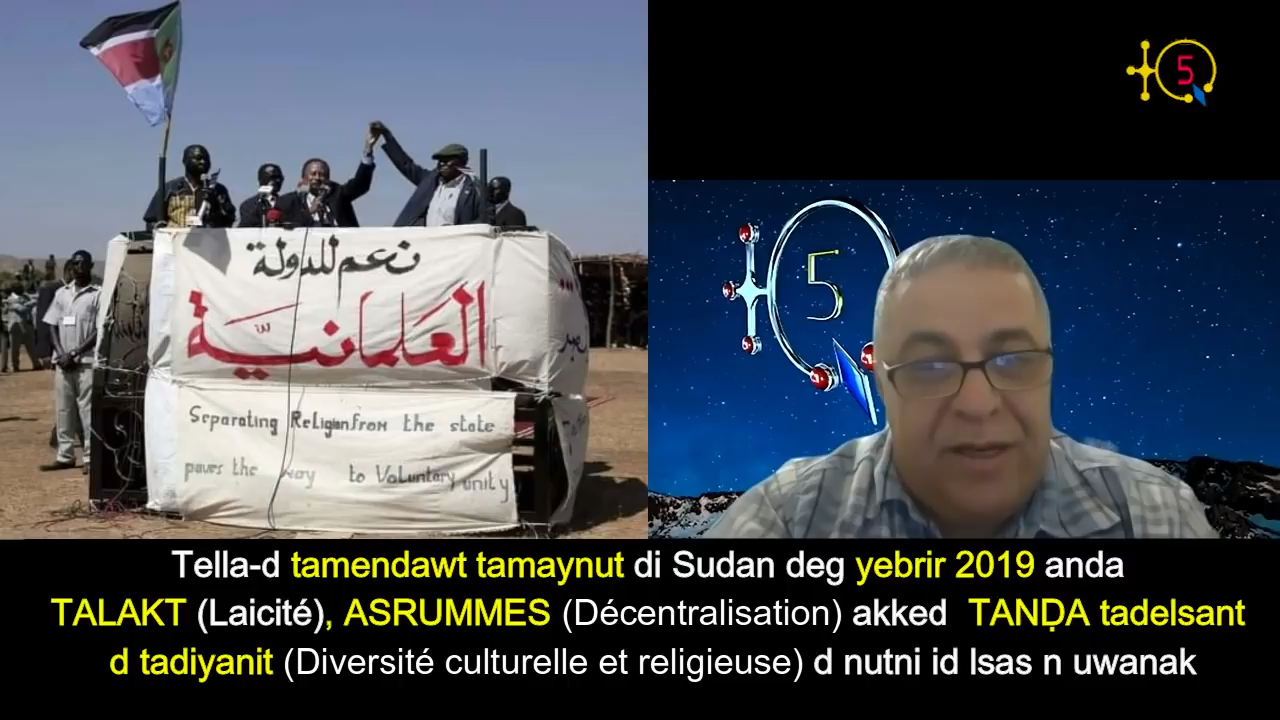 نعم للدولة
العلمانية
Separating Religion from the state
paves the way to Voluntary unity
5
5
Tella-d tamendawt tamaynut di Sudan deg yebrir 2019 anda
TALAKT (Laicité), ASRUMMES (Décentralisation) akked TANḌA tadelsant
d tadiyanit (Diversité culturelle et religieuse) d nutni id lsas n uwanak